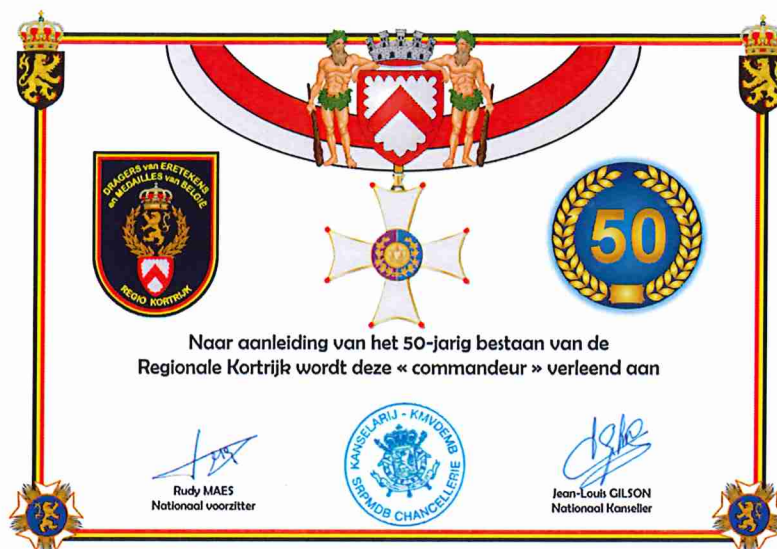 DRAGERS van ERETEKENS
en MEDAILLES van BELGIË
REGIO KORTRIJK
50
Naar aanleiding van het 50-jarig bestaan van de
Regionale Kortrijk wordt deze « commandeur » verleend aan
KANSELARIJ - KMVDEMB
SRPMDB CHANCELLERIE
Rudy MAES
Nationaal voorzitter
Jean-Louis GILSON
Nationaal Kanselier